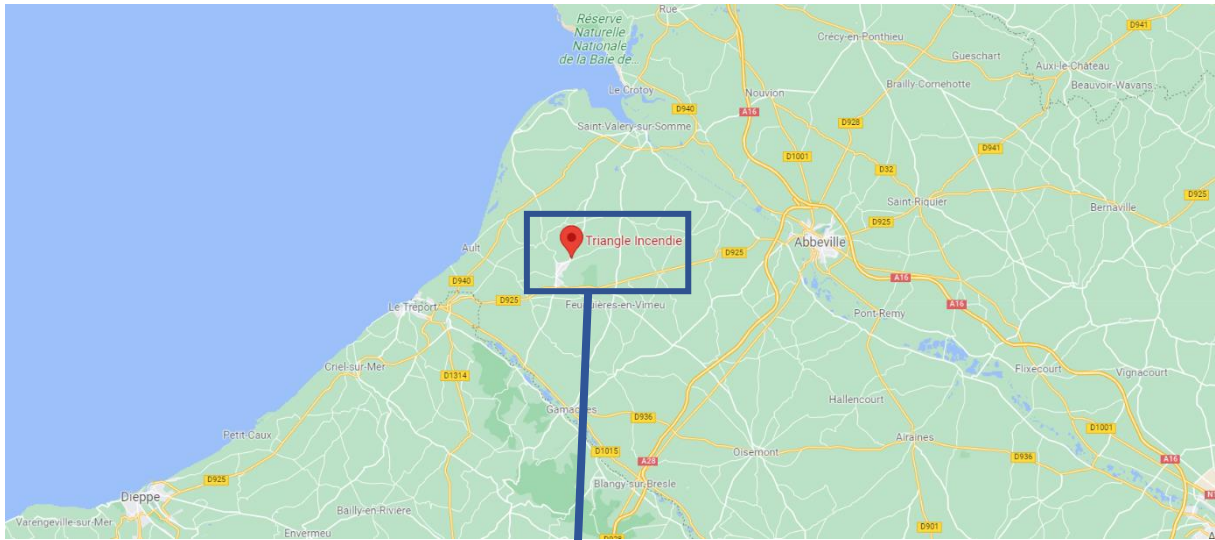 Rue
Réserve
Naturelle
Nationale
de la Baie de...
Crécy-en-Ponthieu
D941
Gueschart
Auxi-le-Château
Beauvoir-Wavans
Brailly-Cornehotte
Le Crotoy
Nouvion
D940
A16
D928
Saint-Valery-sur-Somme
D1001
D941
D32
D925
Saint-Riquier
Bernaville
D925
Triangle Incendie
Abbeville
Ault
D925
D940
A16
D925
Le Tréport
Feuquières-en-Vimeu
A16
Pont-Remy
Criel-sur-Mer
D1314
Flixecourt
Vignacourt
Hallencourt
Gamaches
D936
D1001
Petit-Caux
Airaines
D1015
Oisemont
D936
A28
A16
D925
Blangy-sur-Bresle
Dieppe
Bailly-en-Rivière
Varengeville-sur-Mer
Envermeu
D901
D928